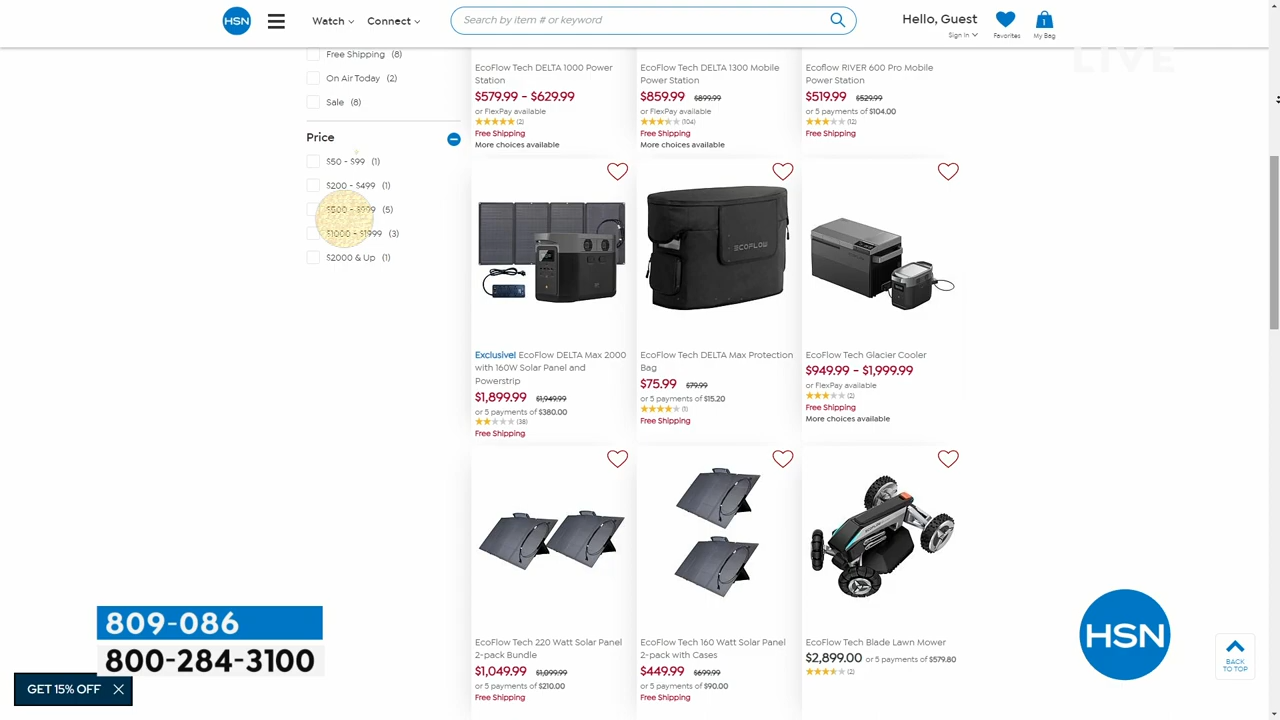 HSN
Watch
Connect
Search by item # or keyword
Hello, Guest
Sign In
Favorites
1
My Bag
LIVE
Free Shipping (8)
On Air Today (2)
Sale (8)
Price
$50 - $99 (1)
$200 - $499 (1)
$500 - $999 (5)
$1000 - $1999 (3)
$2000 & Up (1)
EcoFlow Tech DELTA 1000 Power
Station
$579.99 - $629.99
or FlexPay available
(2)
Free Shipping
More choices available
EcoFlow Tech DELTA 1300 Mobile
Power Station
$859.99 $899.99
or FlexPay available
(104)
Free Shipping
More choices available
Ecoflow RIVER 600 Pro Mobile
Power Station
$519.99 $529.99
or 5 payments of $104.00
(12)
Free Shipping
Exclusive! EcoFlow DELTA Max 2000
with 160W Solar Panel and
Powerstrip
$1,899.99 $1,949.99
or 5 payments of $380.00
(38)
Free Shipping
ECOFLOW
EcoFlow Tech DELTA Max Protection
Bag
$75.99 $79.99
or 5 payments of $15.20
(1)
Free Shipping
EcoFlow Tech Glacier Cooler
$949.99 - $1,999.99
or FlexPay available
(2)
Free Shipping
More choices available
EcoFlow Tech 220 Watt Solar Panel
2-pack Bundle
$1,049.99 $1,099.99
or 5 payments of $210.00
Free Shipping
EcoFlow Tech 160 Watt Solar Panel
2-pack with Cases
$449.99 $699.99
or 5 payments of $90.00
Free Shipping
EcoFlow Tech Blade Lawn Mower
$2,899.00 or 5 payments of $579.80
(2)
809-086
800-284-3100
GET 15% OFF
HSN
BACK
TO TOP